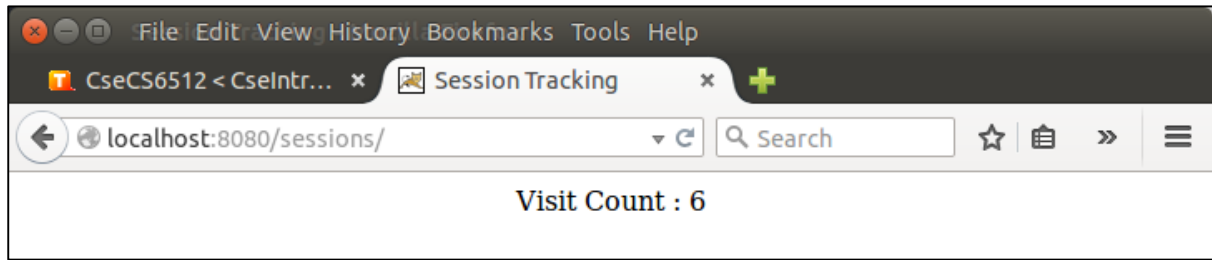 File Edit View History Bookmarks Tools Help
CseCS6512 < CseIntr... Session Tracking
localhost:8080/sessions/ Search
Visit Count : 6